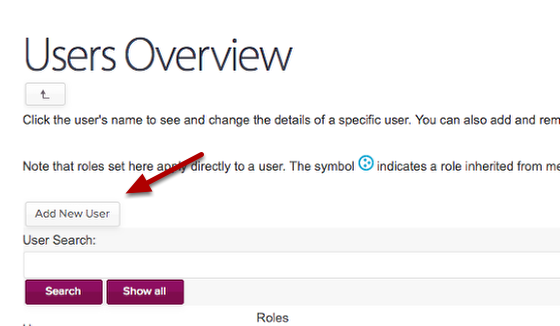 Users Overview
Click the user's name to see and change the details of a specific user. You can also add and rem
Note that roles set here apply directly to a user. The symbol indicates a role inherited from me
Add New User
User Search:
Search Show all
Roles